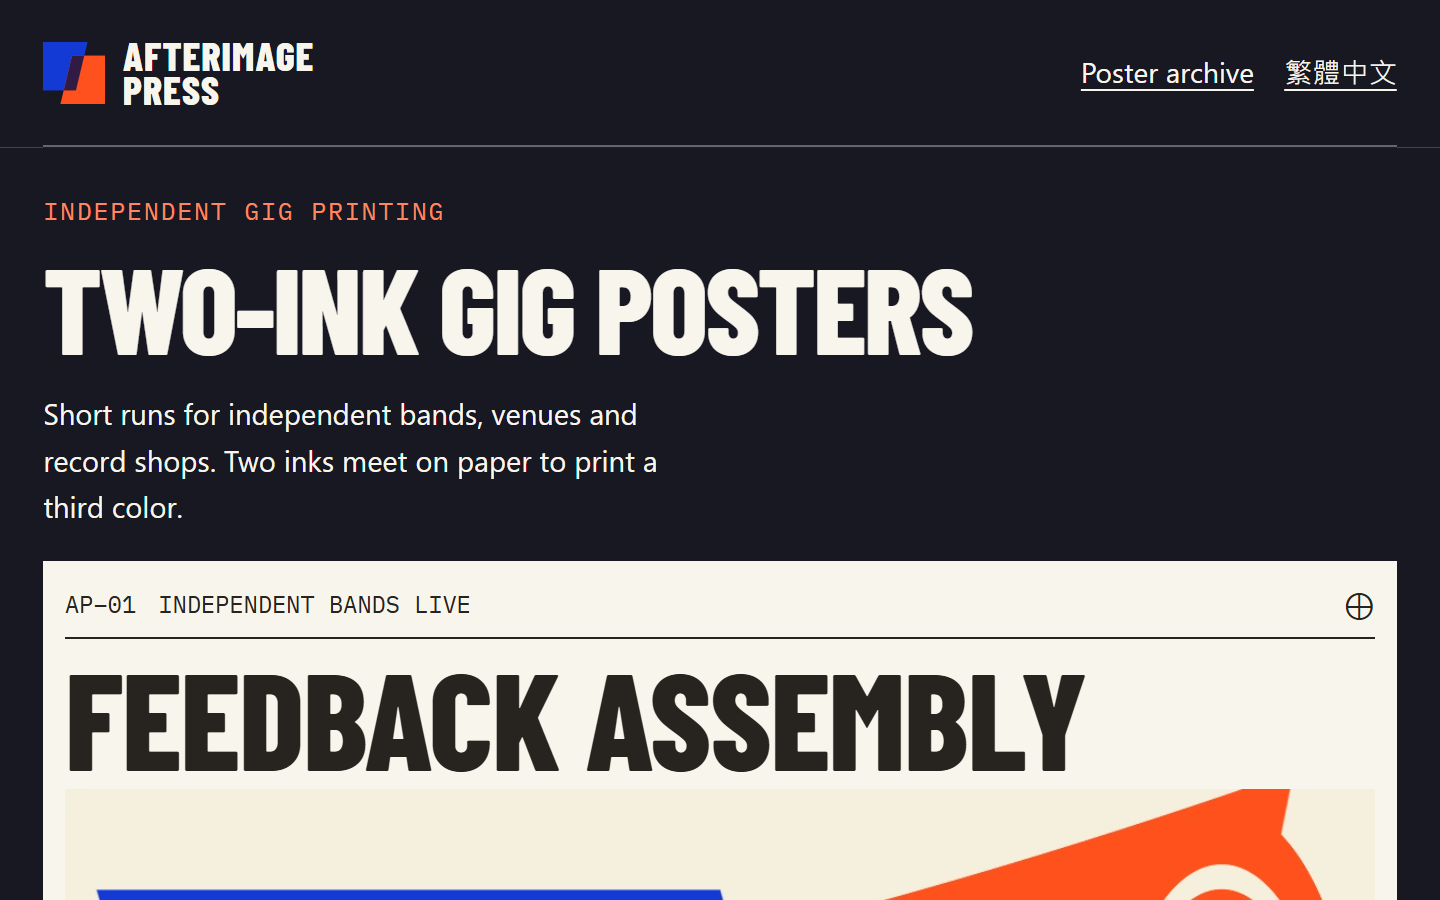 AFTERIMAGE
PRESS
Poster archive
繁體中文
INDEPENDENT GIG PRINTING
TWO-INK GIG POSTERS
Short runs for independent bands, venues and
record shops. Two inks meet on paper to print a
third color.
AP-01 INDEPENDENT BANDS LIVE
FEEDBACK ASSEMBLY